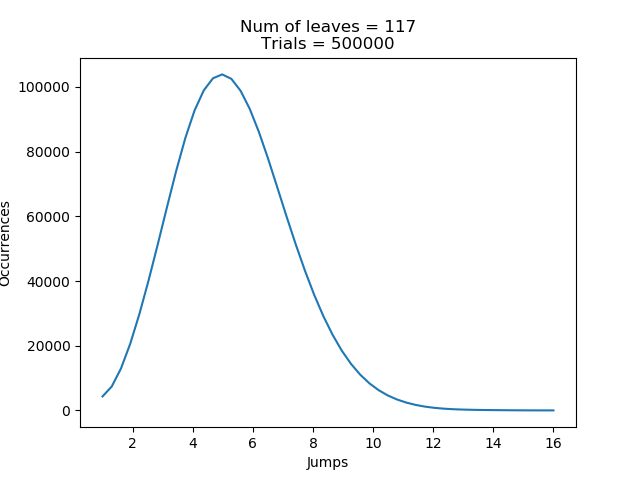 Num of leaves = 117
Trials = 500000
100000
80000
60000
40000
20000
0
Occurrences
2 4 6 8 10 12 14 16
Jumps